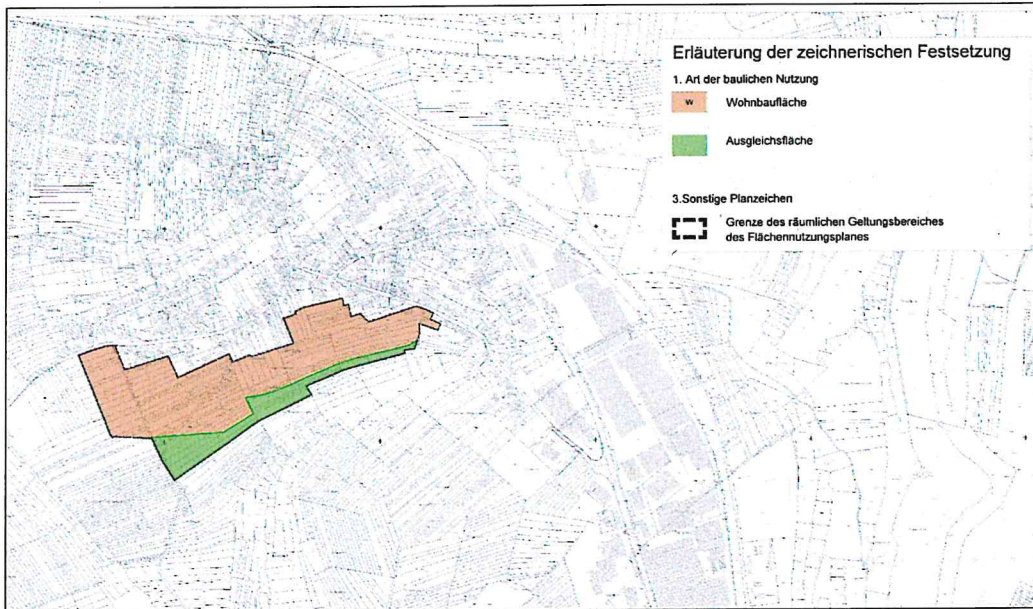 Erläuterung der zeichnerischen Festsetzung
1. Art der baulichen Nutzung
W Wohnbaufläche
Ausgleichsfläche
3.Sonstige Planzeichen
Grenze des räumlichen Geltungsbereiches
des Flächennutzungsplanes